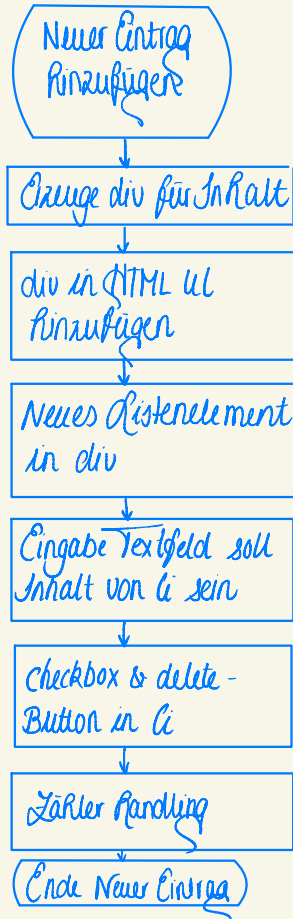 Neuer Eintrag
hinzufügen
Erzeuge div für Inhalt
div in HTML Ul
hinzufügen
Neues Listenelement
in div
Eingabe Textfeld soll
Inhalt von li sein
checkbox & delete-
Button in li
Zähler Handling
Ende Neuer Eintrag